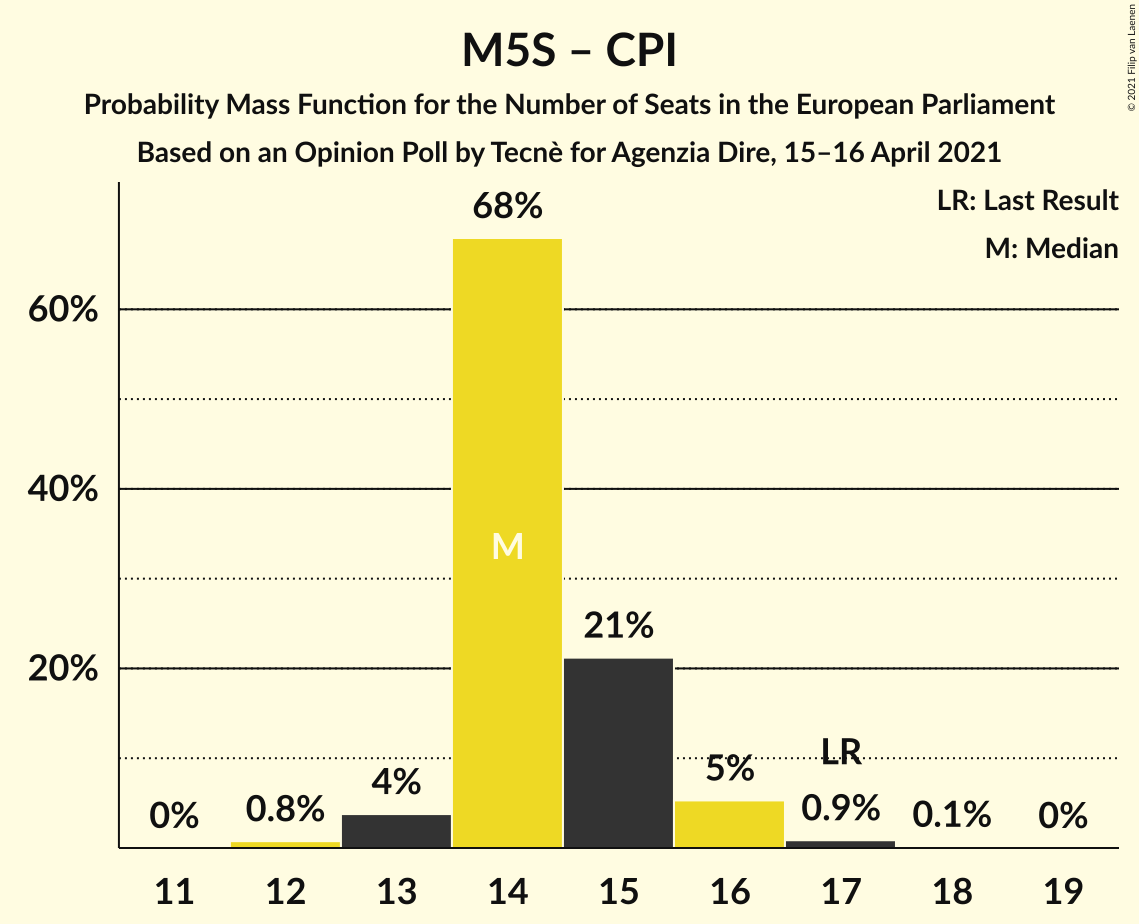 M5S – CPI
Probability Mass Function for the Number of Seats in the European Parliament
Based on an Opinion Poll by Tecnè for Agenzia Dire, 15–16 April 2021
© 2021 Filip van Laenen
LR: Last Result
M: Median
60%
40%
20%
0%
0.8%
4%
68%
M
21%
5%
LR
0.9%
0.1%
0%
11 12 13 14 15 16 17 18 19